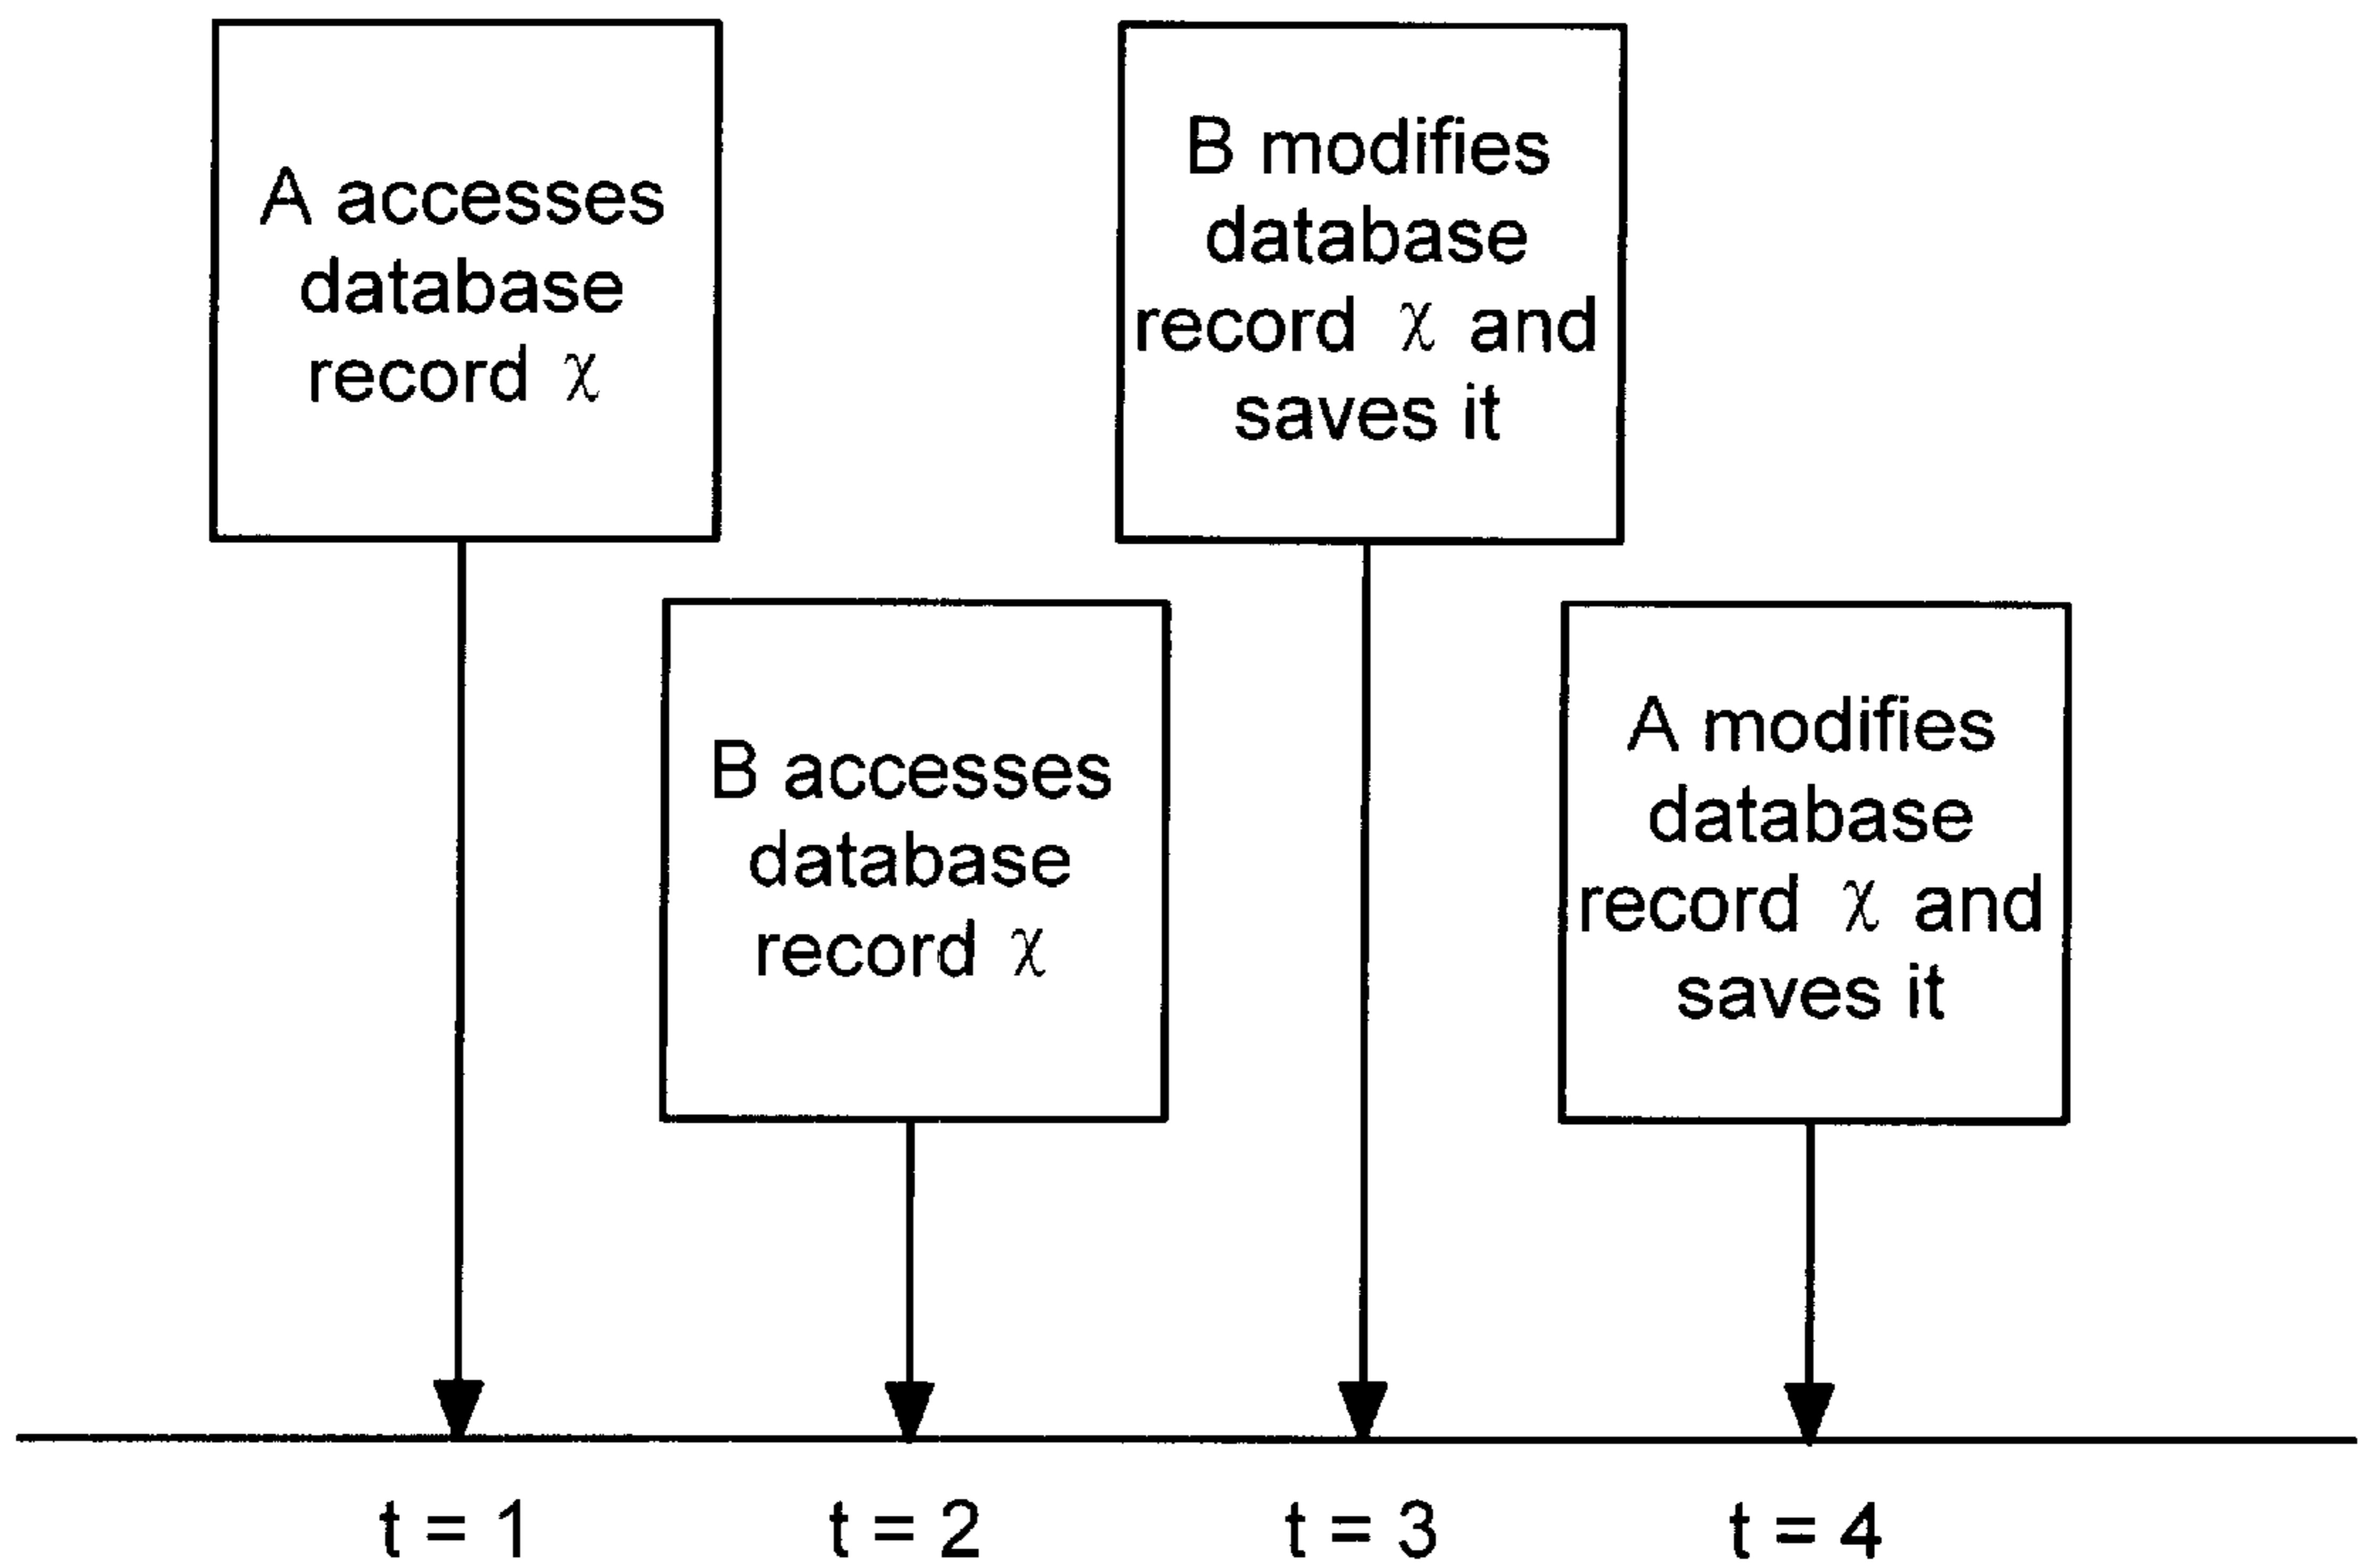 A accesses
database
record χ
B accesses
database
record χ
B modifies
database
record χ and
saves it
A modifies
database
record χ and
saves it
t = 1
t = 2
t = 3
t = 4